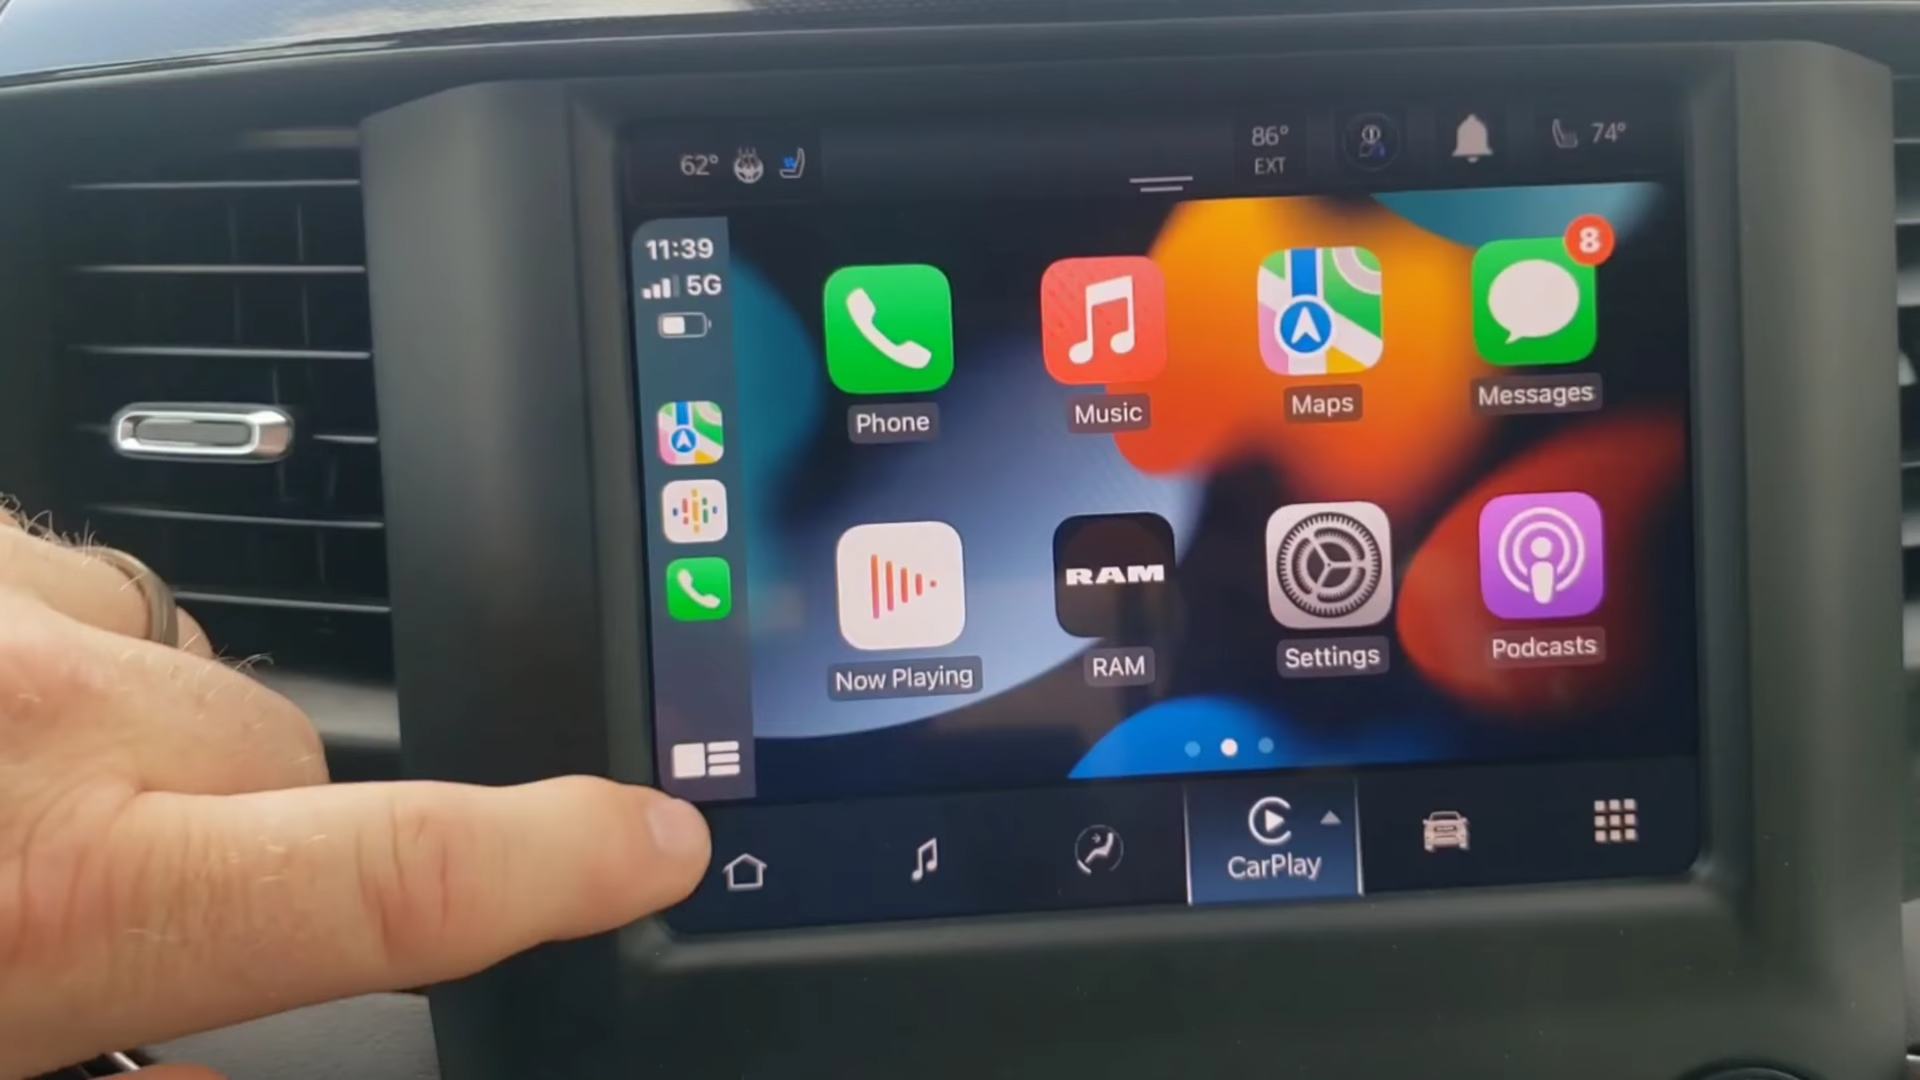 62°
86°
EXT
74°
11:39
5G
8
Phone
Music
Maps
Messages
RAM
Now Playing
RAM
Settings
Podcasts
CarPlay